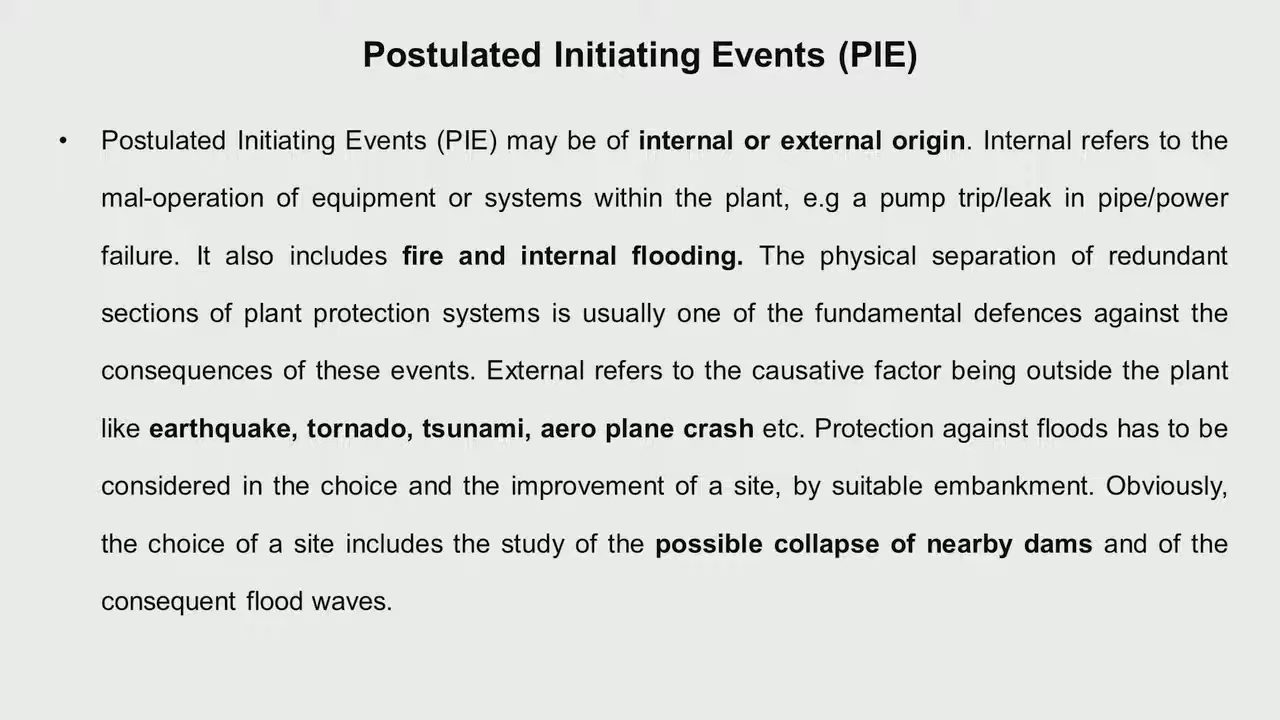 Postulated Initiating Events (PIE)
• Postulated Initiating Events (PIE) may be of internal or external origin. Internal refers to the
mal-operation of equipment or systems within the plant, e.g a pump trip/leak in pipe/power
failure. It also includes fire and internal flooding. The physical separation of redundant
sections of plant protection systems is usually one of the fundamental defences against the
consequences of these events. External refers to the causative factor being outside the plant
like earthquake, tornado, tsunami, aero plane crash etc. Protection against floods has to be
considered in the choice and the improvement of a site, by suitable embankment. Obviously,
the choice of a site includes the study of the possible collapse of nearby dams and of the
consequent flood waves.